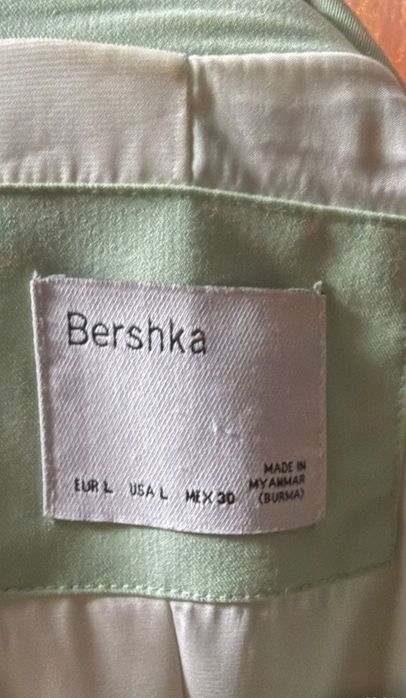 Bershka
EUR L USA L MEX 30
MADE IN
MYANMAR
(BURMA)